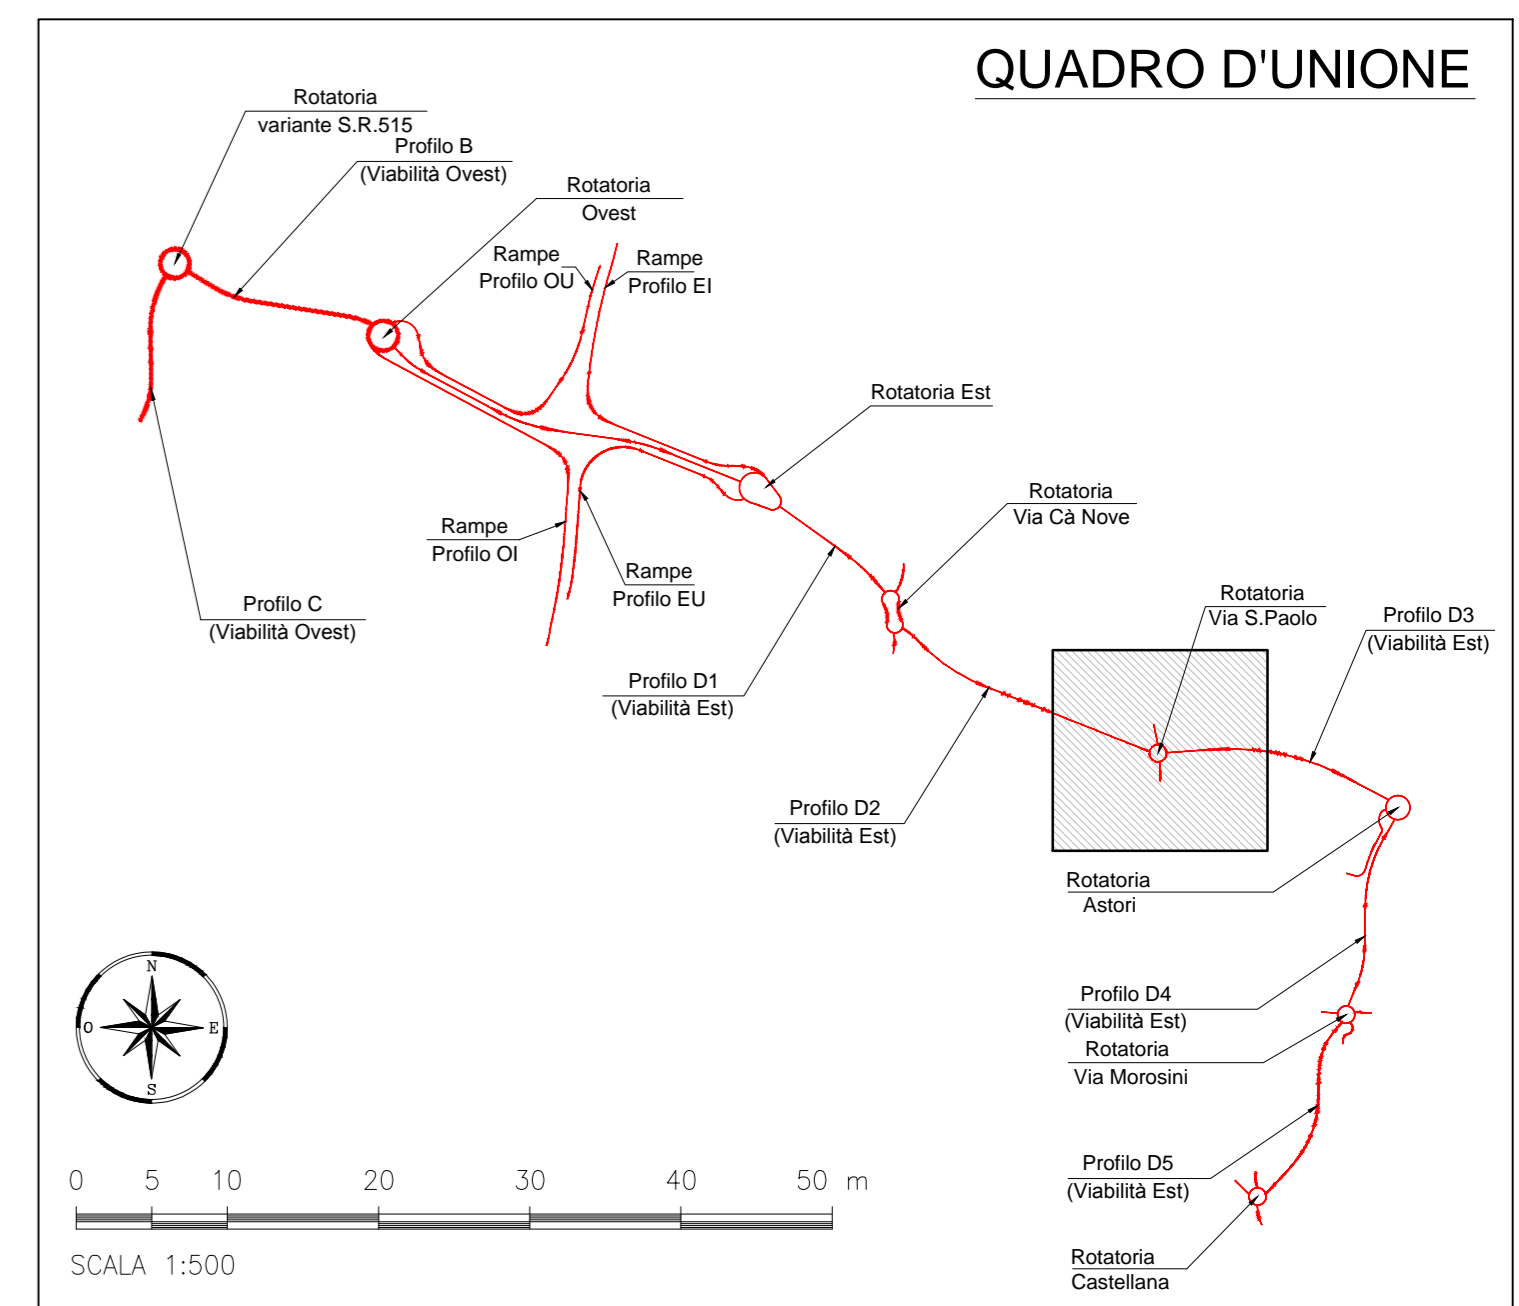 QUADRO D'UNIONE
Rotatoria
variante S.R.515
Profilo B
(Viabilità Ovest)
Rotatoria
Ovest
Rampe
Profilo OU
Rampe
Profilo EI
Rotatoria Est
Rotatoria
Via Cà Nove
Rampe
Profilo OI
Rampe
Profilo EU
Profilo C
(Viabilità Ovest)
Rotatoria
Via S.Paolo
Profilo D3
(Viabilità Est)
Profilo D1
(Viabilità Est)
Profilo D2
(Viabilità Est)
Rotatoria
Astori
Profilo D4
(Viabilità Est)
Rotatoria
Via Morosini
Profilo D5
(Viabilità Est)
Rotatoria
Castellana
N
O E
S
0 5 10 20 30 40 50 m
SCALA 1:500